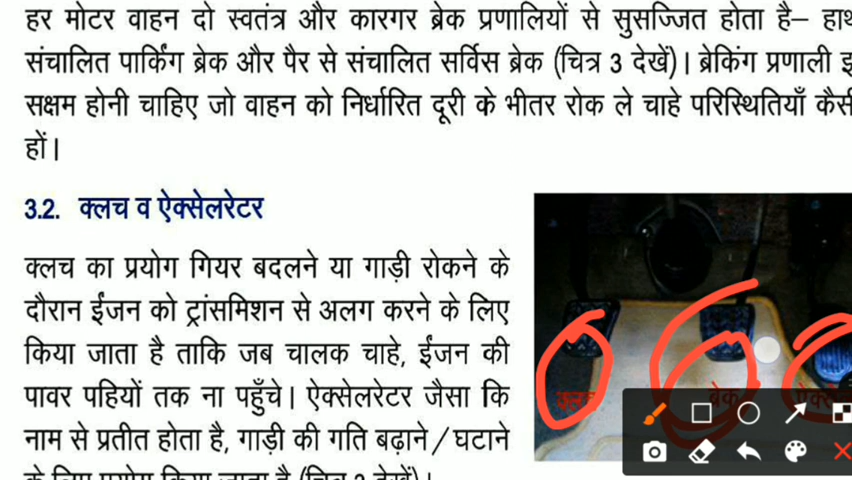 हर मोटर वाहन दो स्वतंत्र और कारगर ब्रेक प्रणालियों से सुसज्जित होता है– हाथ
संचालित पार्किंग ब्रेक और पैर से संचालित सर्विस ब्रेक (चित्र 3 देखें)। ब्रेकिंग प्रणाली
सक्षम होनी चाहिए जो वाहन को निर्धारित दूरी के भीतर रोक ले चाहे परिस्थितियाँ कैसी
हों।
3.2. क्लच व ऐक्सेलरेटर
क्लच का प्रयोग गियर बदलने या गाड़ी रोकने के
दौरान ईंजन को ट्रांसमिशन से अलग करने के लिए
किया जाता है ताकि जब चालक चाहे, ईंजन की
पावर पहियों तक ना पहुँचे। ऐक्सेलरेटर जैसा कि
नाम से प्रतीत होता है, गाड़ी की गति बढ़ाने/घटाने
के लिए प्रयोग किया जाता है (चित्र 3 देखें)।
ब्रेक